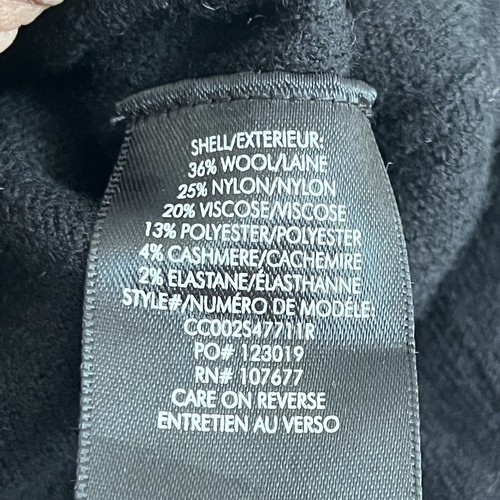 SHELL/EXTERIEUR:
36% WOOL/LAINE
25% NYLON/NYLON
20% VISCOSE/VISCOSE
13% POLYESTER/POLYESTER
4% CASHMERE/CACHEMIRE
2% ELASTANE/ÉLASTHANNE
STYLE#/NUMÉRO DE MODÈLE:
CC002S47711R
PO# 123019
RN# 107677
CARE ON REVERSE
ENTRETIEN AU VERSO